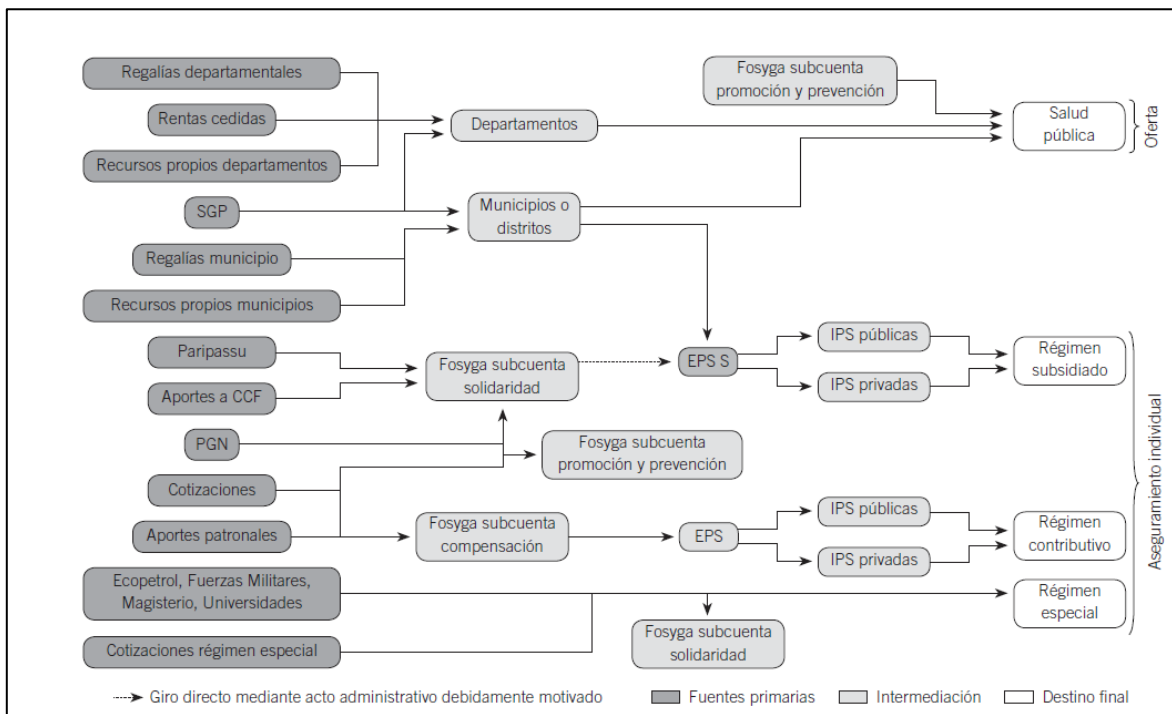 Regalías departamentales
Rentas cedidas
Recursos propios departamentos
SGP
Regalías municipio
Recursos propios municipios
Paripassu
Aportes a CCF
PGN
Cotizaciones
Aportes patronales
Ecopetrol, Fuerzas Militares,
Magisterio, Universidades
Cotizaciones régimen especial
Departamentos
Municipios o
distritos
Fosyga subcuenta
solidaridad
Fosyga subcuenta
promoción y prevención
Fosyga subcuenta
compensación
Fosyga subcuenta
solidaridad
Fosyga subcuenta
promoción y prevención
EPS S
EPS
IPS públicas
IPS privadas
IPS públicas
IPS privadas
Salud
pública
Régimen
subsidiado
Régimen
contributivo
Régimen
especial
Oferta
Aseguramiento individual
Giro directo mediante acto administrativo debidamente motivado
Fuentes primarias
Intermediación
Destino final